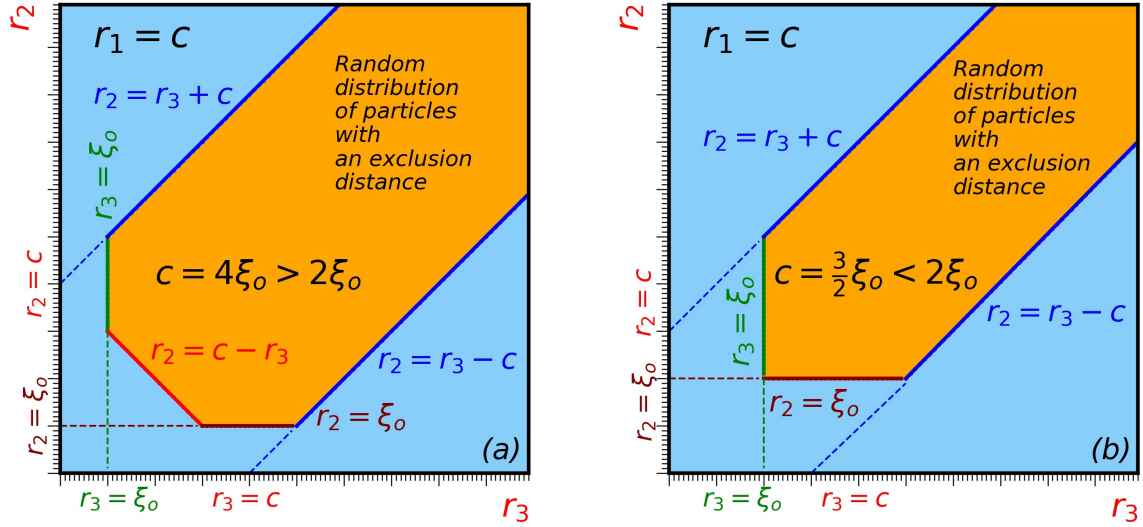 r₂
r₁ = c
r₂ = r₃ + c
Random
distribution
of particles
with
an exclusion
distance
r₃ = ξₒ
c = 4ξₒ > 2ξₒ
r₂ = c
r₂ = c − r₃
r₂ = r₃ − c
r₂ = ξₒ
r₂ = ξₒ
(a)
r₃ = ξₒ
r₃ = c
r₃
r₂
r₁ = c
r₂ = r₃ + c
Random
distribution
of particles
with
an exclusion
distance
c = 3/2 ξₒ < 2ξₒ
r₂ = c
r₃ = ξₒ
r₂ = r₃ − c
r₂ = ξₒ
r₂ = ξₒ
(b)
r₃ = ξₒ
r₃ = c
r₃